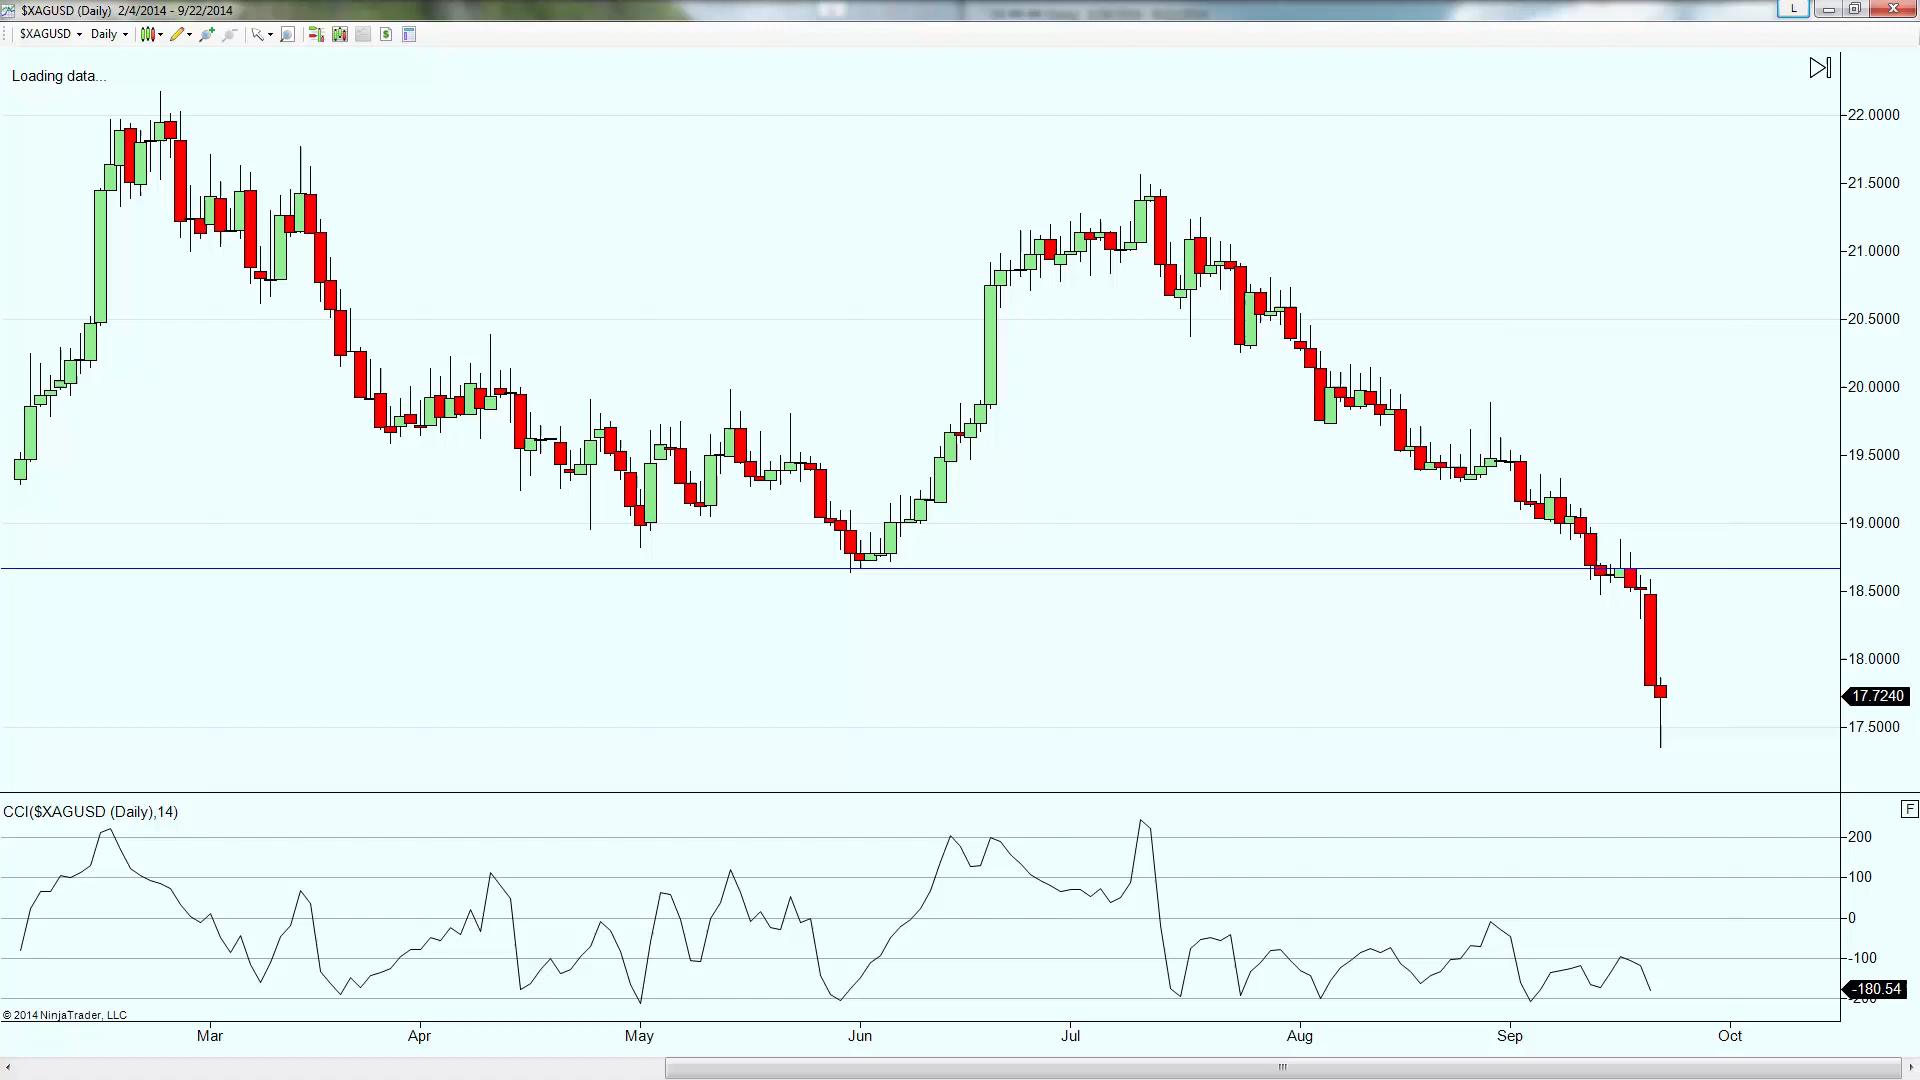 $XAGUSD (Daily) 2/4/2014 - 9/22/2014
L
$XAGUSD Daily
Loading data...
22.0000
21.5000
21.0000
20.5000
20.0000
19.5000
19.0000
18.5000
18.0000
17.7240
17.5000
CCI($XAGUSD (Daily),14)
F
200
100
0
-100
-180.54
© 2014 NinjaTrader, LLC
Mar Apr May Jun Jul Aug Sep Oct